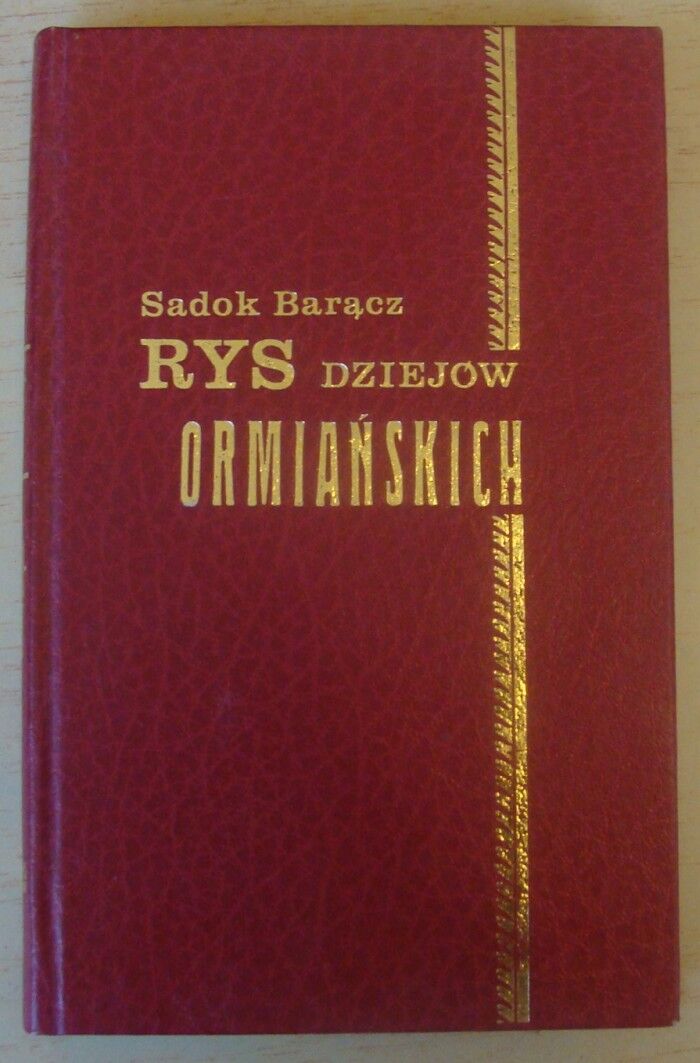 Sadok Barącz
RYS DZIEJÓW
ORMIAŃSKICH